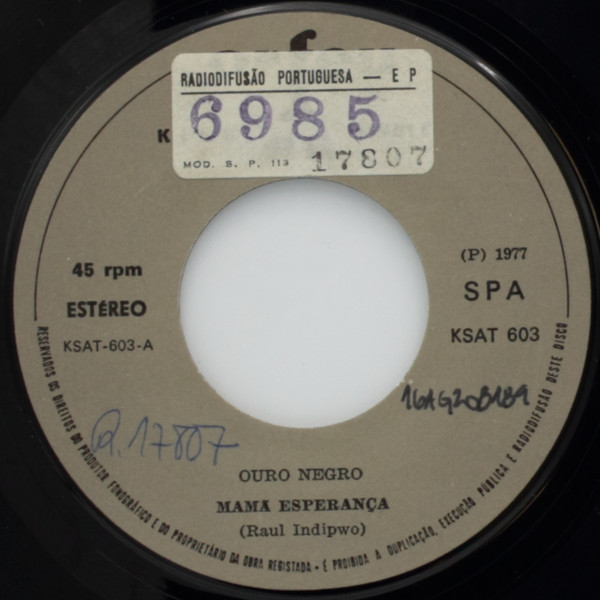 RADIODIFUSÃO PORTUGUESA — E P
6985
MOD. S. P. 113
17807
K
45 rpm
ESTÉREO
KSAT-603-A
(P) 1977
SPA
KSAT 603
16AG20B189
R.17807
OURO NEGRO
MAMA ESPERANÇA
(Raul Indipwo)
RESERVADOS OS DIREITOS DO PRODUTOR FONOGRÁFICO E DO PROPRIETÁRIO DA OBRA REGISTADA - É PROIBIDA A DUPLICAÇÃO, EXECUÇÃO PÚBLICA E RADIODIFUSÃO DESTE DISCO